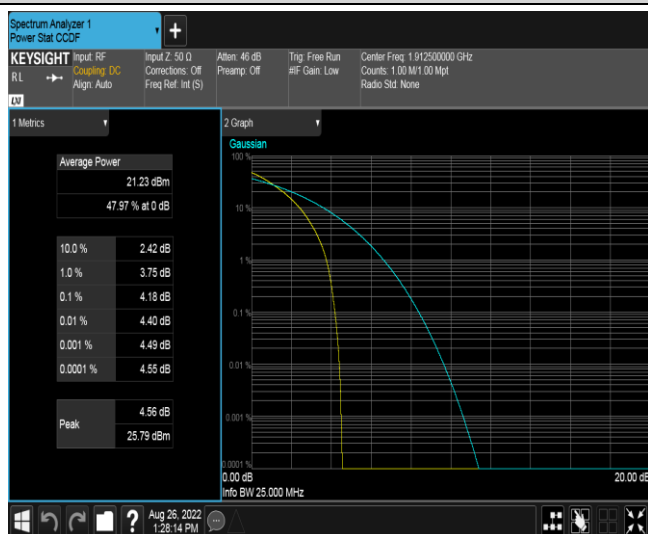 Spectrum Analyzer 1
Power Stat CCDF
+
KEYSIGHT
RL
LXI
Input: RF
Coupling: DC
Align: Auto
Input Z: 50 Ω
Corrections: Off
Freq Ref: Int (S)
Atten: 46 dB
Preamp: Off
Trig: Free Run
#IF Gain: Low
Center Freq: 1.912500000 GHz
Counts: 1.00 M/1.00 Mpt
Radio Std: None
1 Metrics
Average Power
21.23 dBm
47.97 % at 0 dB
10.0 % 2.42 dB
1.0 % 3.75 dB
0.1 % 4.18 dB
0.01 % 4.40 dB
0.001 % 4.49 dB
0.0001 % 4.55 dB
Peak
4.56 dB
25.79 dBm
2 Graph
Gaussian
100 %
10 %
1 %
0.1 %
0.01 %
0.001 %
0.0001 %
0.00 dB 20.00 dB
Info BW 25.000 MHz
?
Aug 26, 2022
1:28:14 PM